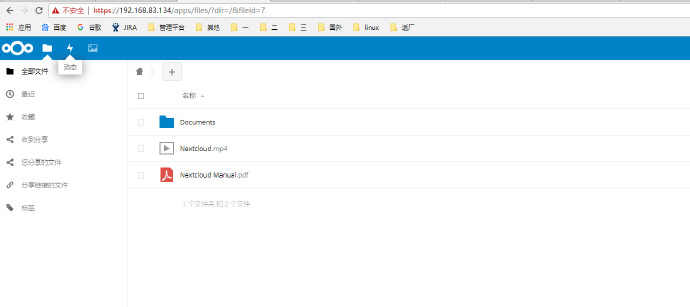 不安全 https://192.168.83.134/apps/files/?dir=/&fileid=7
应用 百度 谷歌 JIRA 管理平台 其他 一 二 三 国外 linux 派厂
动态
全部文件
最近
收藏
收到分享
您分享的文件
分享链接的文件
标签
名称
Documents
Nextcloud.mp4
Nextcloud Manual.pdf
1 个文件夹 和 2 个文件